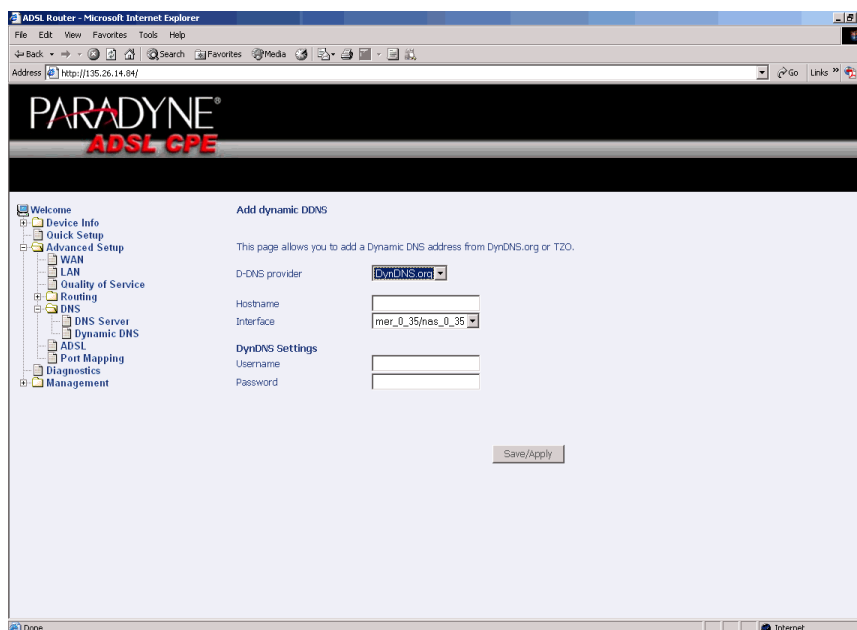 ADSL Router - Microsoft Internet Explorer
File Edit View Favorites Tools Help
Back Search Favorites Media
Address http://135.26.14.84/ Go Links »
PARADYNE®
ADSL CPE
Welcome
Device Info
Quick Setup
Advanced Setup
WAN
LAN
Quality of Service
Routing
DNS
DNS Server
Dynamic DNS
ADSL
Port Mapping
Diagnostics
Management
Add dynamic DDNS
This page allows you to add a Dynamic DNS address from DynDNS.org or TZO.
D-DNS provider DynDNS.org
Hostname
Interface mer_0_35/nas_0_35
DynDNS Settings
Username
Password
Save/Apply
Done Internet